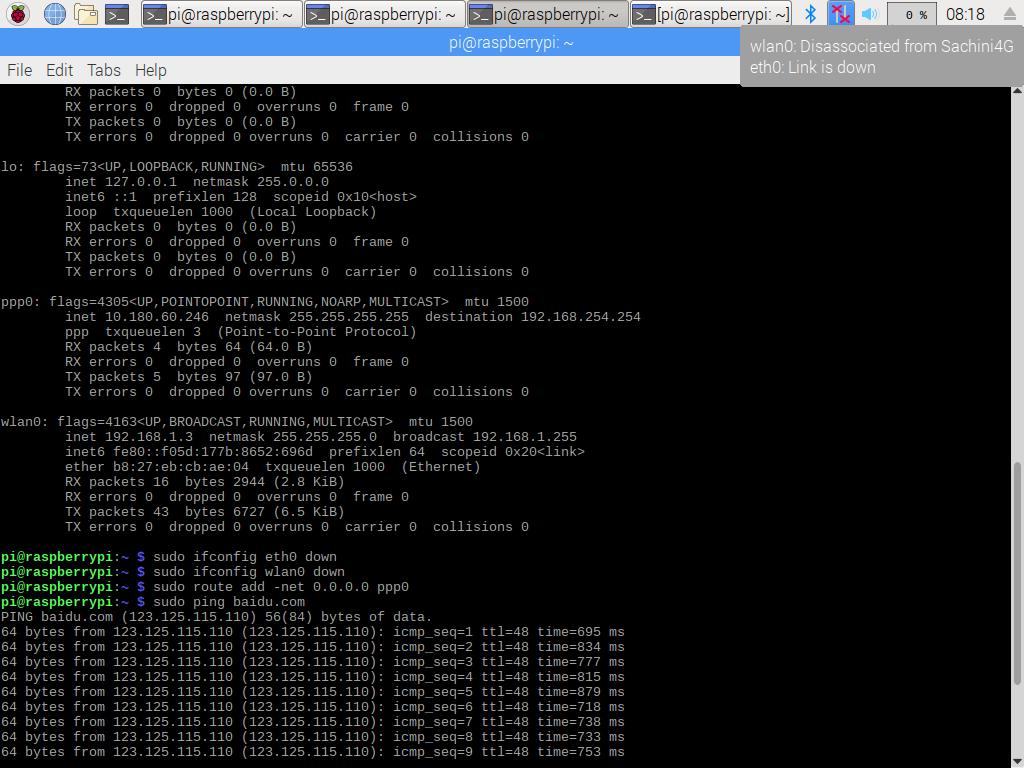 pi@raspberrypi: ~
pi@raspberrypi: ~
pi@raspberrypi: ~
[pi@raspberrypi: ~]
0 %
08:18
pi@raspberrypi: ~
wlan0: Disassociated from Sachini4G
eth0: Link is down
File Edit Tabs Help
RX packets 0 bytes 0 (0.0 B)
RX errors 0 dropped 0 overruns 0 frame 0
TX packets 0 bytes 0 (0.0 B)
TX errors 0 dropped 0 overruns 0 carrier 0 collisions 0
lo: flags=73<UP,LOOPBACK,RUNNING> mtu 65536
inet 127.0.0.1 netmask 255.0.0.0
inet6 ::1 prefixlen 128 scopeid 0x10<host>
loop txqueuelen 1000 (Local Loopback)
RX packets 0 bytes 0 (0.0 B)
RX errors 0 dropped 0 overruns 0 frame 0
TX packets 0 bytes 0 (0.0 B)
TX errors 0 dropped 0 overruns 0 carrier 0 collisions 0
ppp0: flags=4305<UP,POINTOPOINT,RUNNING,NOARP,MULTICAST> mtu 1500
inet 10.180.60.246 netmask 255.255.255.255 destination 192.168.254.254
ppp txqueuelen 3 (Point-to-Point Protocol)
RX packets 4 bytes 64 (64.0 B)
RX errors 0 dropped 0 overruns 0 frame 0
TX packets 5 bytes 97 (97.0 B)
TX errors 0 dropped 0 overruns 0 carrier 0 collisions 0
wlan0: flags=4163<UP,BROADCAST,RUNNING,MULTICAST> mtu 1500
inet 192.168.1.3 netmask 255.255.255.0 broadcast 192.168.1.255
inet6 fe80::f05d:177b:8652:696d prefixlen 64 scopeid 0x20<link>
ether b8:27:eb:cb:ae:04 txqueuelen 1000 (Ethernet)
RX packets 16 bytes 2944 (2.8 KiB)
RX errors 0 dropped 0 overruns 0 frame 0
TX packets 43 bytes 6727 (6.5 KiB)
TX errors 0 dropped 0 overruns 0 carrier 0 collisions 0
pi@raspberrypi:~ $ sudo ifconfig eth0 down
pi@raspberrypi:~ $ sudo ifconfig wlan0 down
pi@raspberrypi:~ $ sudo route add -net 0.0.0.0 ppp0
pi@raspberrypi:~ $ sudo ping baidu.com
PING baidu.com (123.125.115.110) 56(84) bytes of data.
64 bytes from 123.125.115.110 (123.125.115.110): icmp_seq=1 ttl=48 time=695 ms
64 bytes from 123.125.115.110 (123.125.115.110): icmp_seq=2 ttl=48 time=834 ms
64 bytes from 123.125.115.110 (123.125.115.110): icmp_seq=3 ttl=48 time=777 ms
64 bytes from 123.125.115.110 (123.125.115.110): icmp_seq=4 ttl=48 time=815 ms
64 bytes from 123.125.115.110 (123.125.115.110): icmp_seq=5 ttl=48 time=879 ms
64 bytes from 123.125.115.110 (123.125.115.110): icmp_seq=6 ttl=48 time=718 ms
64 bytes from 123.125.115.110 (123.125.115.110): icmp_seq=7 ttl=48 time=738 ms
64 bytes from 123.125.115.110 (123.125.115.110): icmp_seq=8 ttl=48 time=733 ms
64 bytes from 123.125.115.110 (123.125.115.110): icmp_seq=9 ttl=48 time=753 ms